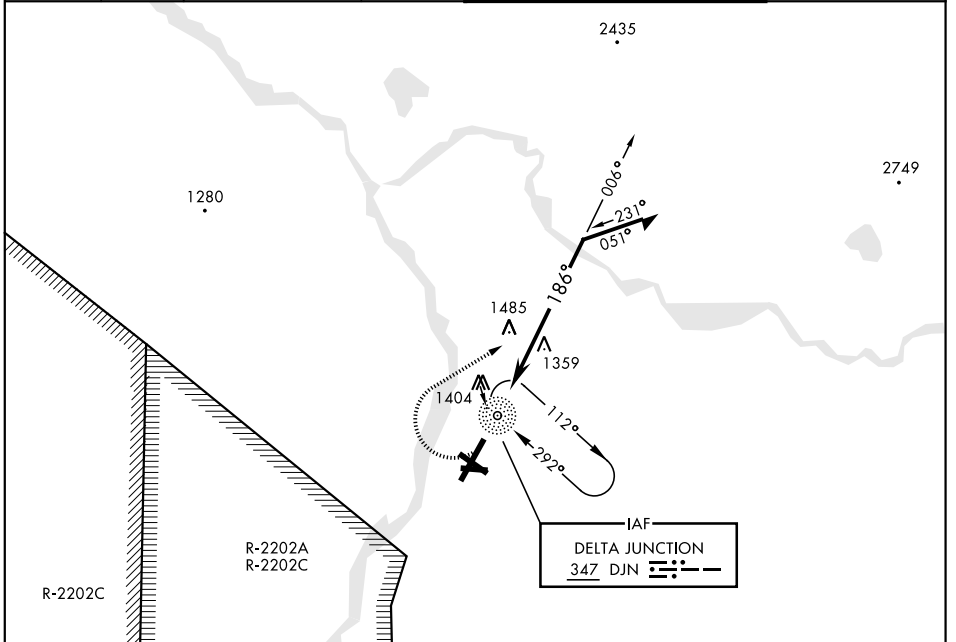 2435
2749
1280
006°
231°
051°
186°
1485
1359
1404
112°
292°
IAF
DELTA JUNCTION
347 DJN
R-2202A
R-2202C
R-2202C